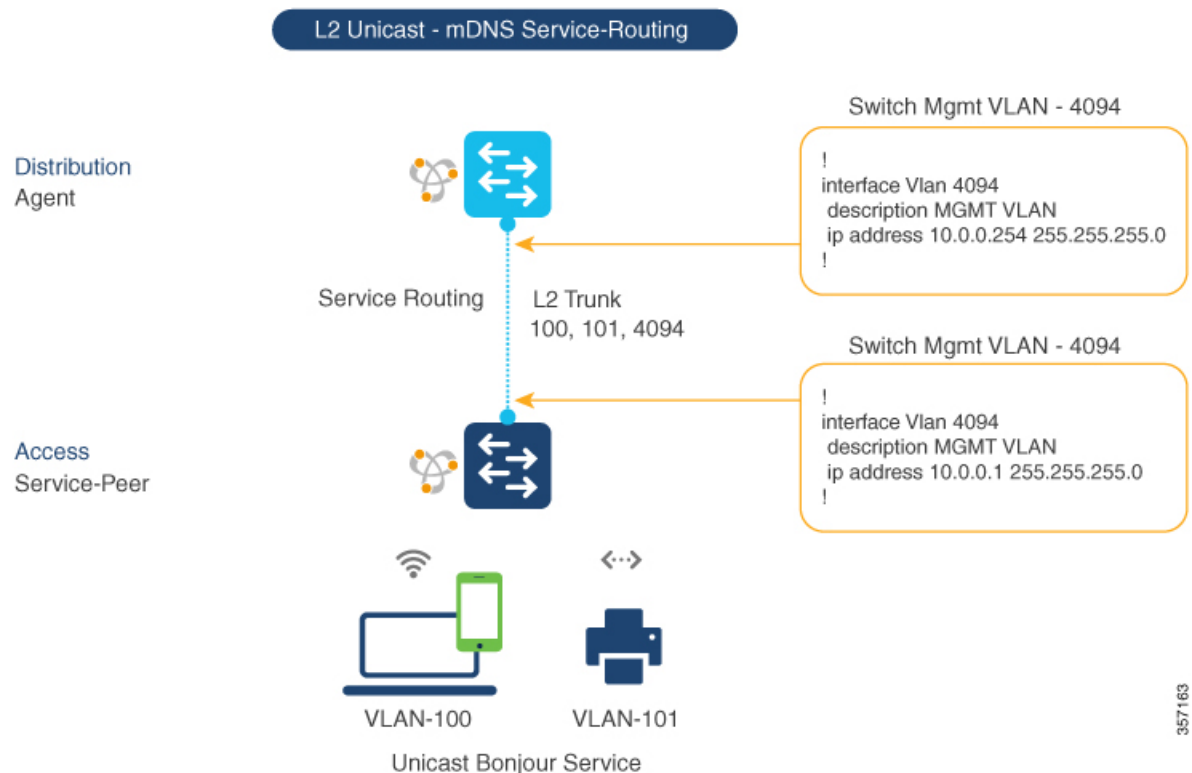 L2 Unicast - mDNS Service-Routing
Distribution
Agent
Switch Mgmt VLAN - 4094
!
interface Vlan 4094
description MGMT VLAN
ip address 10.0.0.254 255.255.255.0
!
Service Routing
L2 Trunk
100, 101, 4094
Switch Mgmt VLAN - 4094
!
interface Vlan 4094
description MGMT VLAN
ip address 10.0.0.1 255.255.255.0
!
Access
Service-Peer
VLAN-100
VLAN-101
Unicast Bonjour Service
357163